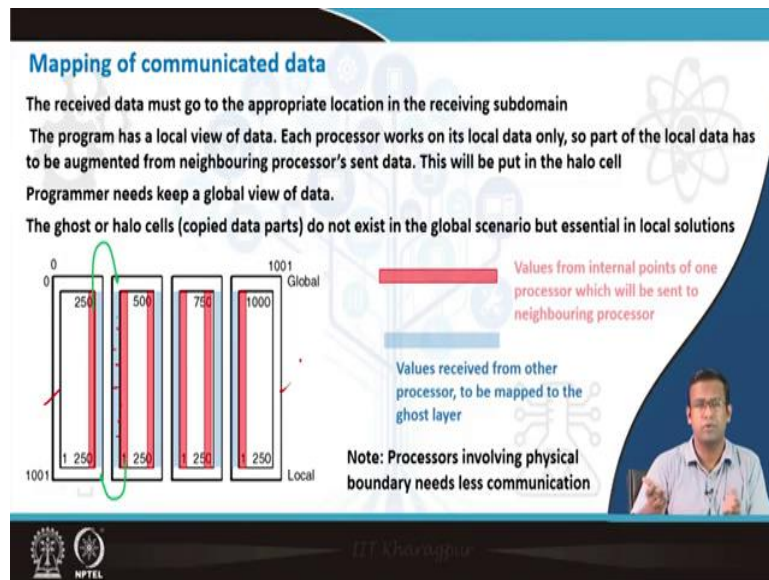 Mapping of communicated data
The received data must go to the appropriate location in the receiving subdomain
The program has a local view of data. Each processor works on its local data only, so part of the local data has
to be augmented from neighbouring processor's sent data. This will be put in the halo cell
Programmer needs keep a global view of data.
The ghost or halo cells (copied data parts) do not exist in the global scenario but essential in local solutions
0 1001
0 Global
250 500 750 1000
1 250 1 250 1 250 1 250
1001 Local
Values from internal points of one
processor which will be sent to
neighbouring processor
Values received from other
processor, to be mapped to the
ghost layer
Note: Processors involving physical
boundary needs less communication
IIT Kharagpur
NPTEL